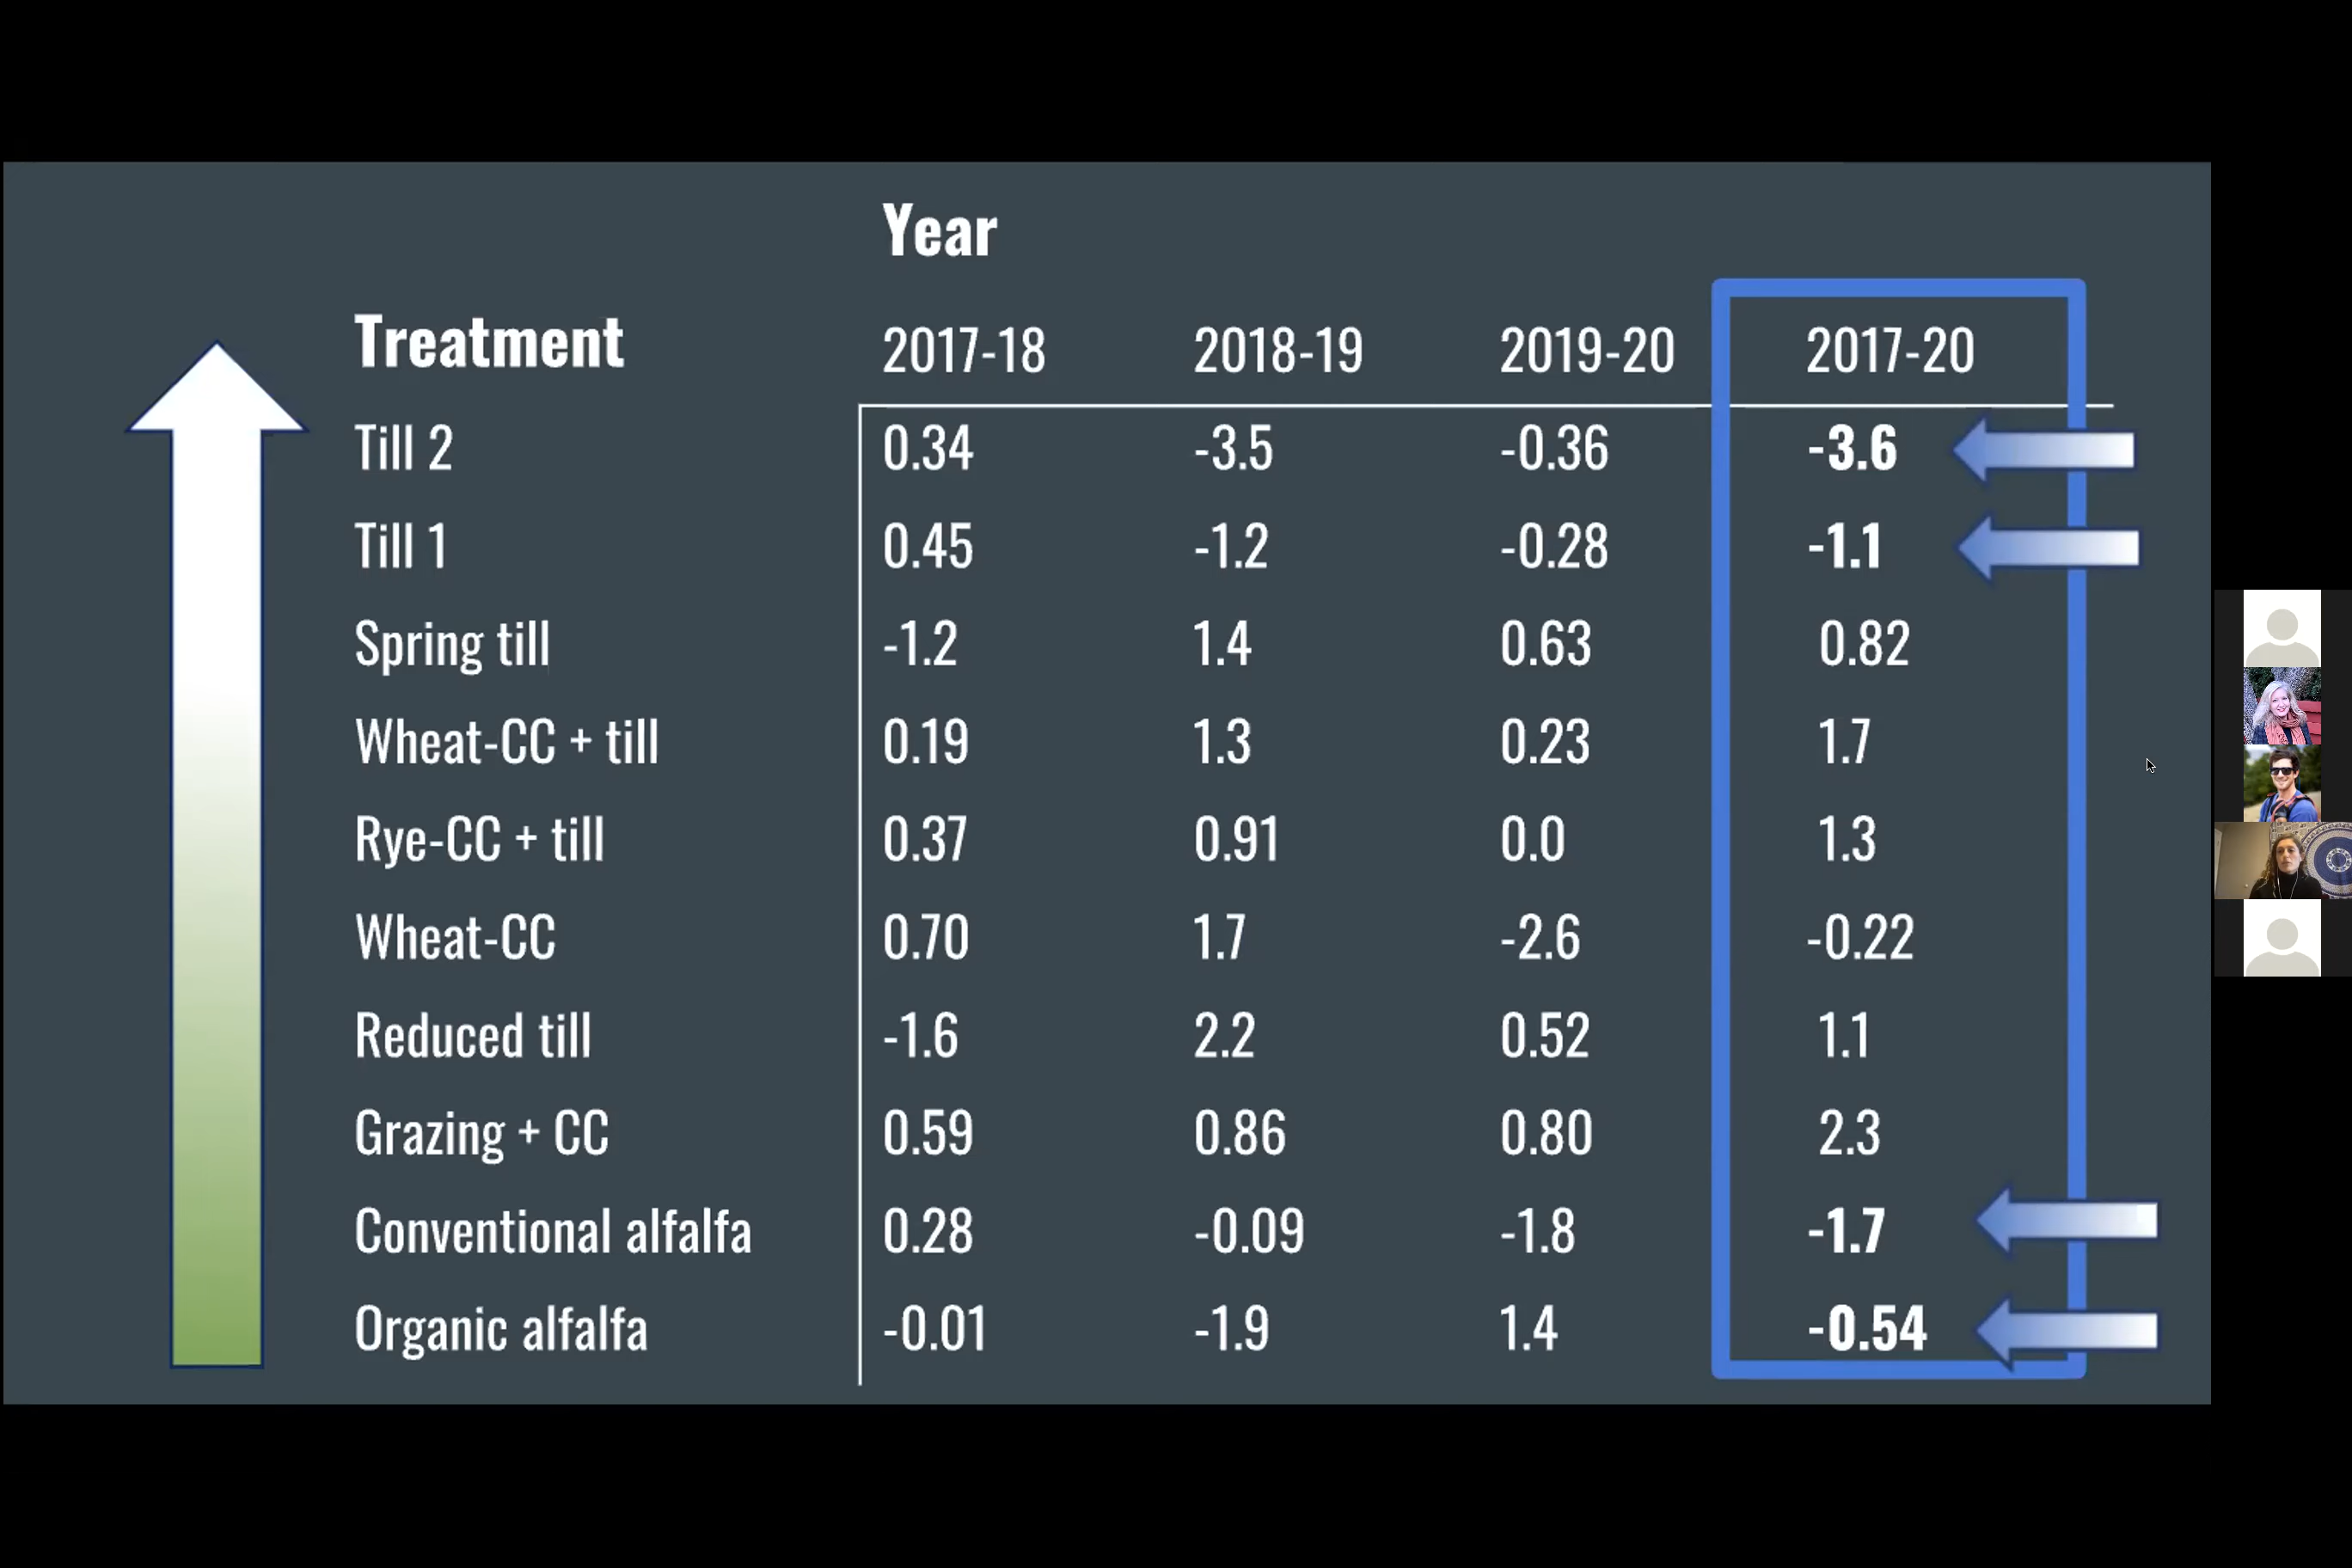 Year
Treatment 2017-18 2018-19 2019-20 2017-20
Till 2 0.34 -3.5 -0.36 -3.6
Till 1 0.45 -1.2 -0.28 -1.1
Spring till -1.2 1.4 0.63 0.82
Wheat-CC + till 0.19 1.3 0.23 1.7
Rye-CC + till 0.37 0.91 0.0 1.3
Wheat-CC 0.70 1.7 -2.6 -0.22
Reduced till -1.6 2.2 0.52 1.1
Grazing + CC 0.59 0.86 0.80 2.3
Conventional alfalfa 0.28 -0.09 -1.8 -1.7
Organic alfalfa -0.01 -1.9 1.4 -0.54